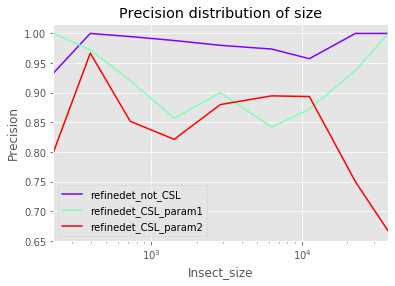 Precision distribution of size
1.00
0.95
0.90
0.85
0.80
0.75
0.70
0.65
Precision
refinedet_not_CSL
refinedet_CSL_param1
refinedet_CSL_param2
10³ 10⁴
Insect_size